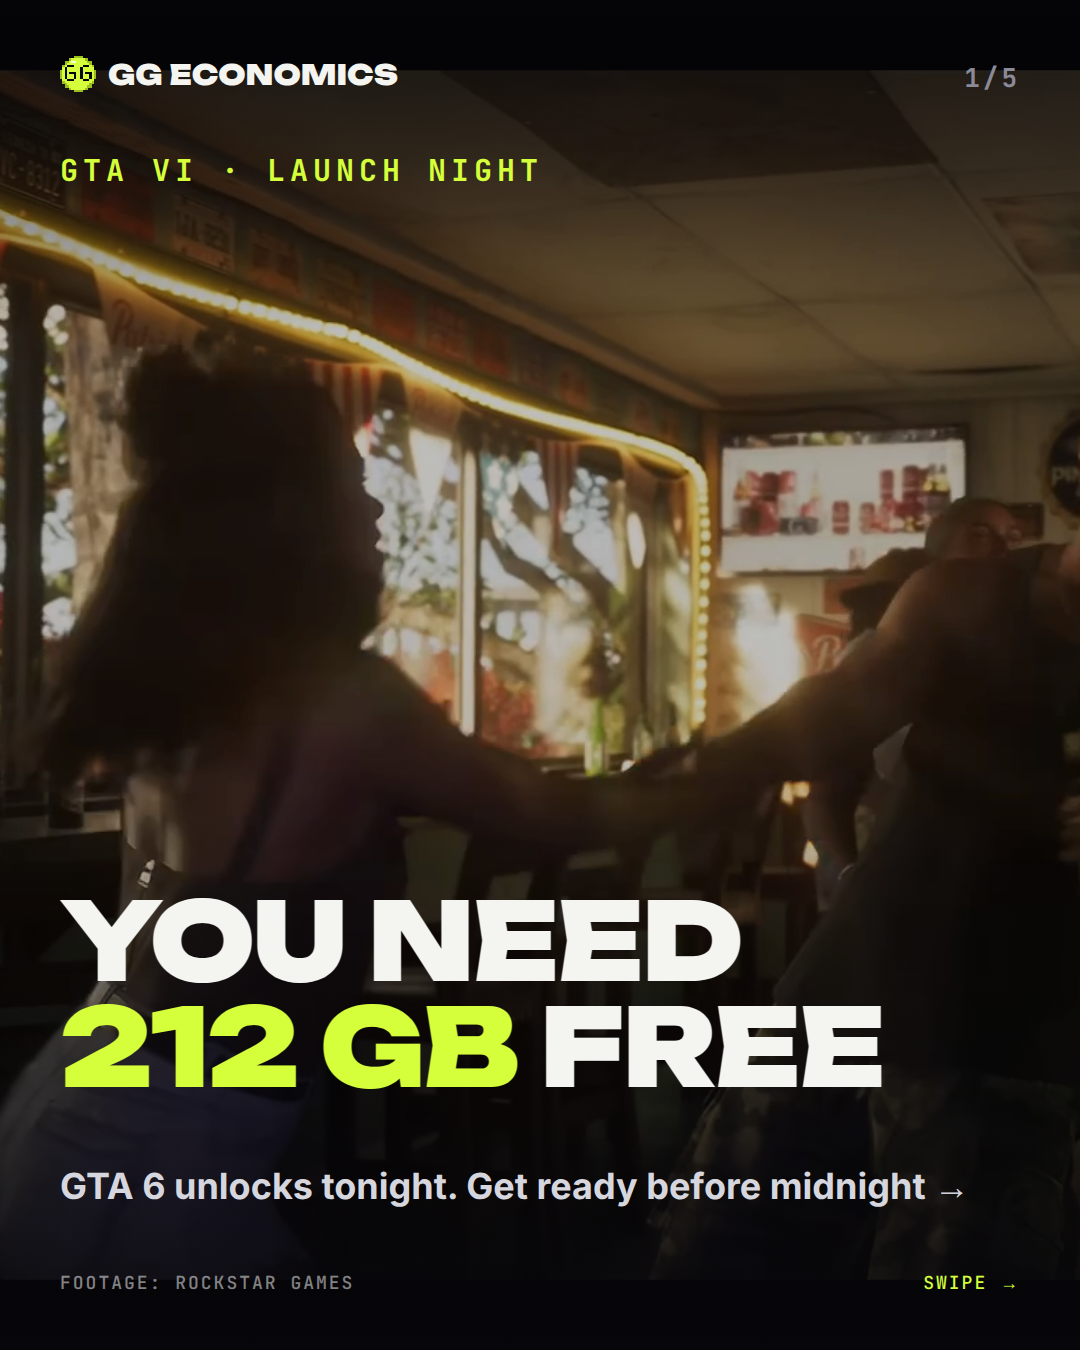 GG ECONOMICS
1/5
GTA VI · LAUNCH NIGHT
YOU NEED
212 GB FREE
GTA 6 unlocks tonight. Get ready before midnight →
FOOTAGE: ROCKSTAR GAMES
SWIPE →